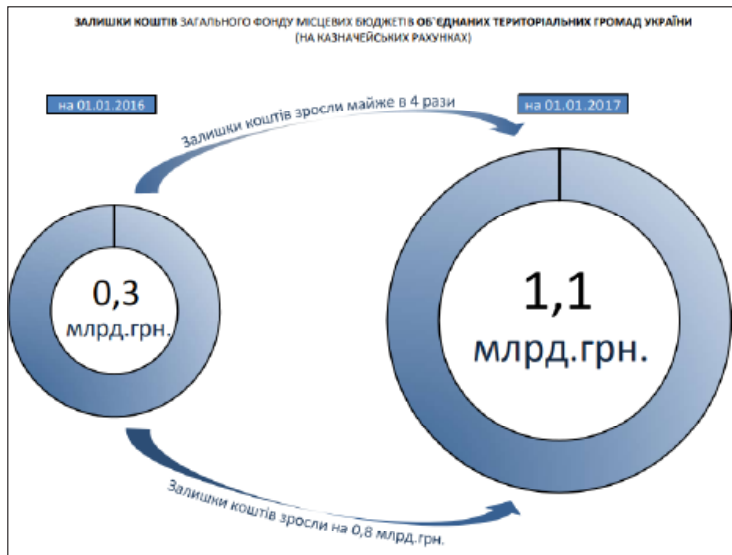 ЗАЛИШКИ КОШТІВ ЗАГАЛЬНОГО ФОНДУ МІСЦЕВИХ БЮДЖЕТІВ ОБ`ЄДНАНИХ ТЕРИТОРІАЛЬНИХ ГРОМАД УКРАЇНИ
(НА КАЗНАЧЕЙСЬКИХ РАХУНКАХ)
на 01.01.2016
Залишки коштів зросли майже в 4 рази
на 01.01.2017
0,3
млрд.грн.
1,1
млрд.грн.
Залишки коштів зросли на 0,8 млрд.грн.